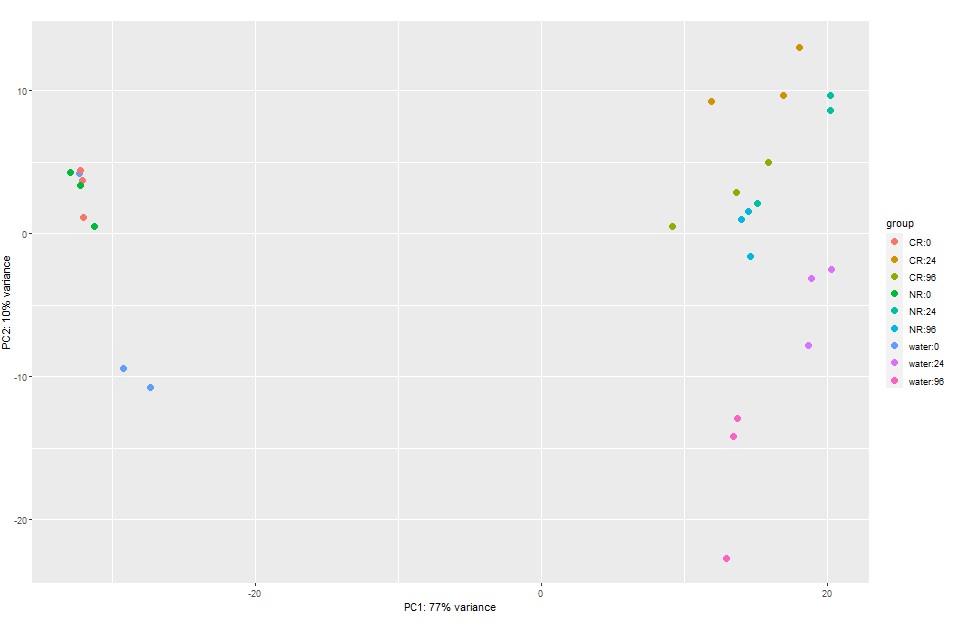 10
0
-10
-20
PC2: 10% variance
-20
0
20
PC1: 77% variance
group
CR:0
CR:24
CR:96
NR:0
NR:24
NR:96
water:0
water:24
water:96